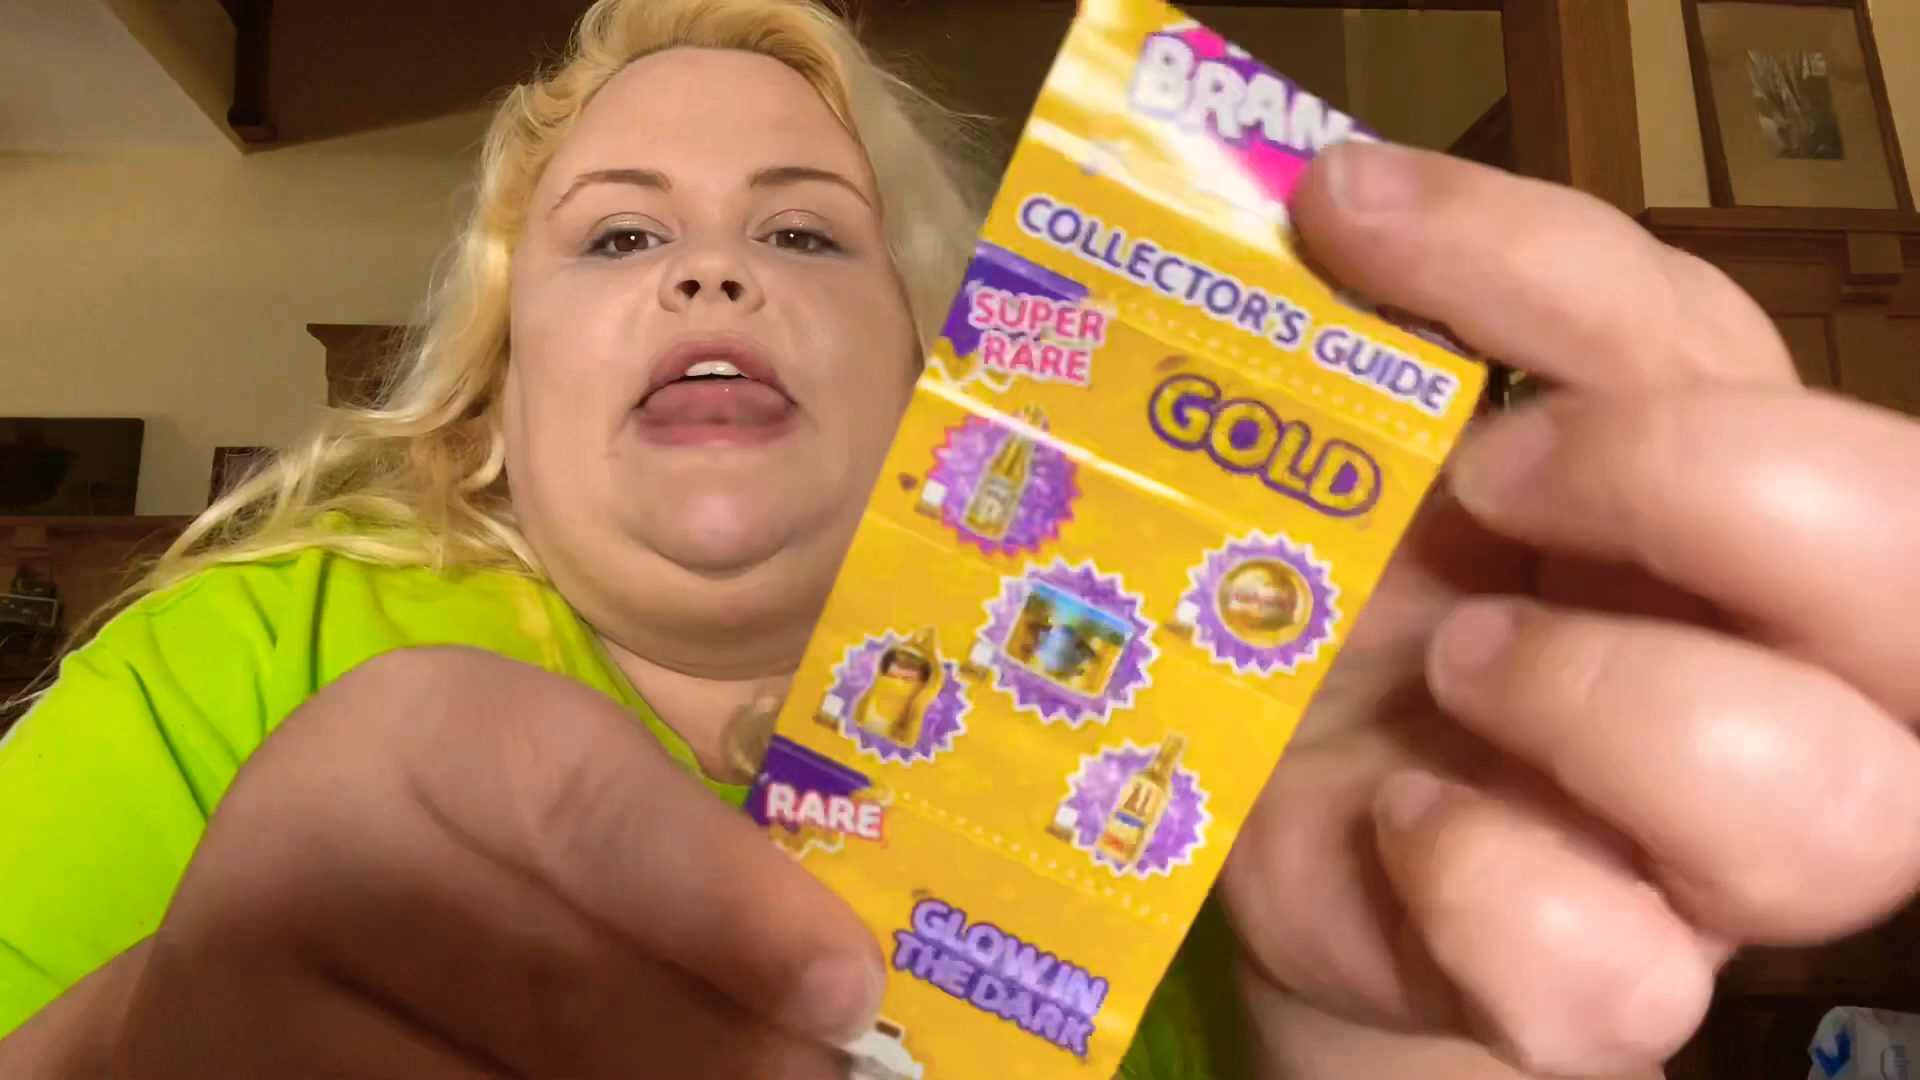 BRAN
COLLECTOR'S GUIDE
SUPER
RARE
GOLD
RARE
GLOW IN
THE DARK